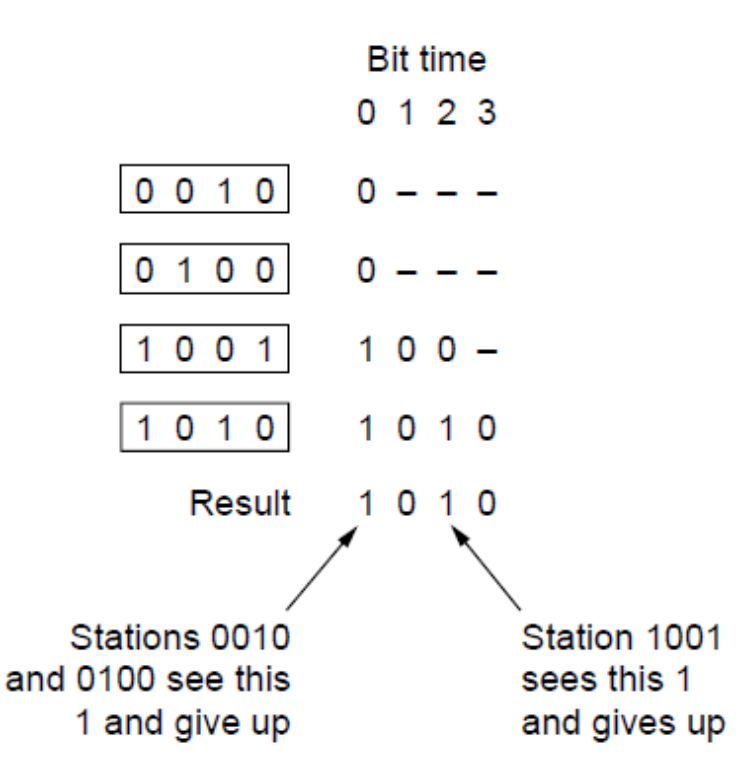 Bit time
0 1 2 3
0 0 1 0 0 – – –
0 1 0 0 0 – – –
1 0 0 1 1 0 0 –
1 0 1 0 1 0 1 0
Result 1 0 1 0
Stations 0010
and 0100 see this
1 and give up
Station 1001
sees this 1
and gives up